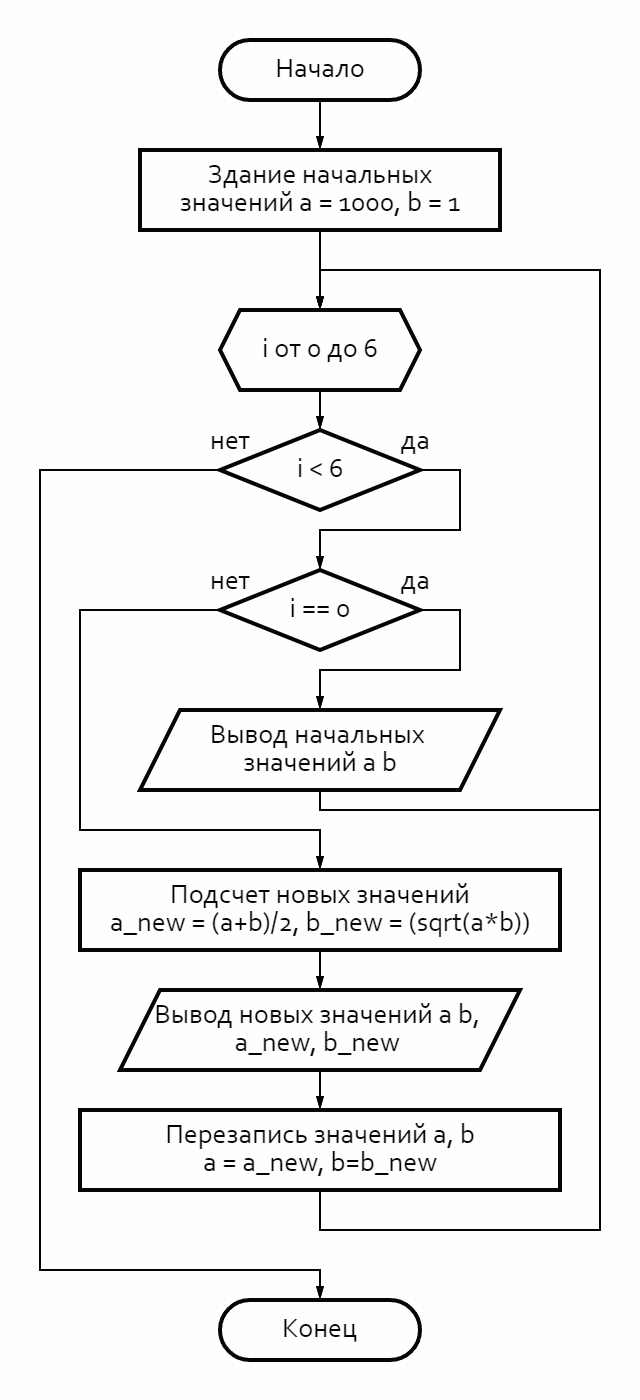 Начало
Здание начальных
значений a = 1000, b = 1
i от 0 до 6
нет
да
i < 6
нет
да
i == 0
Вывод начальных
значений a b
Подсчет новых значений
a_new = (a+b)/2, b_new = (sqrt(a*b))
Вывод новых значений a b,
a_new, b_new
Перезапись значений a, b
a = a_new, b=b_new
Конец